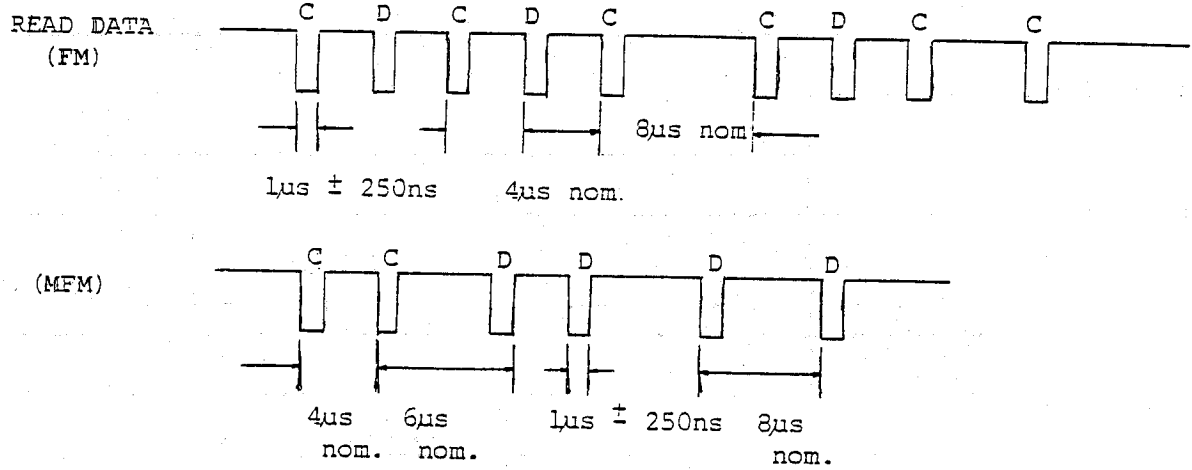 C D C D C C D C C
READ DATA
(FM)
8µs nom
1µs ± 250ns 4µs nom.
C C D D D D
(MFM)
4µs 6µs 1µs ± 250ns 8µs
nom. nom. nom.